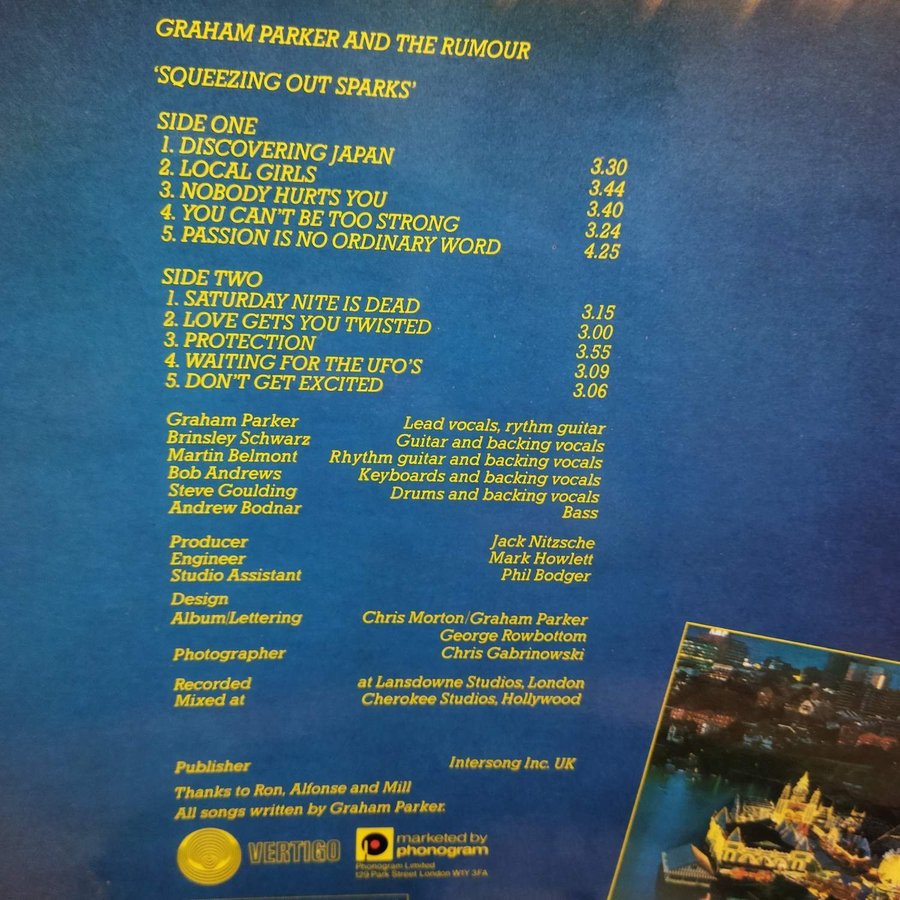 GRAHAM PARKER AND THE RUMOUR
'SQUEEZING OUT SPARKS'
SIDE ONE
1. DISCOVERING JAPAN 3.30
2. LOCAL GIRLS 3.44
3. NOBODY HURTS YOU 3.40
4. YOU CAN'T BE TOO STRONG 3.24
5. PASSION IS NO ORDINARY WORD 4.25
SIDE TWO
1. SATURDAY NITE IS DEAD 3.15
2. LOVE GETS YOU TWISTED 3.00
3. PROTECTION 3.55
4. WAITING FOR THE UFO'S 3.09
5. DON'T GET EXCITED 3.06
Graham Parker Lead vocals, rythm guitar
Brinsley Schwarz Guitar and backing vocals
Martin Belmont Rhythm guitar and backing vocals
Bob Andrews Keyboards and backing vocals
Steve Goulding Drums and backing vocals
Andrew Bodnar Bass
Producer Jack Nitzsche
Engineer Mark Howlett
Studio Assistant Phil Bodger
Design
Album/Lettering Chris Morton/Graham Parker
George Rowbottom
Photographer Chris Gabrinowski
Recorded at Lansdowne Studios, London
Mixed at Cherokee Studios, Hollywood
Publisher Intersong Inc. UK
Thanks to Ron, Alfonse and Mill
All songs written by Graham Parker.
VERTIGO
marketed by
phonogram
Phonogram Limited
129 Park Street London W1Y 3FA